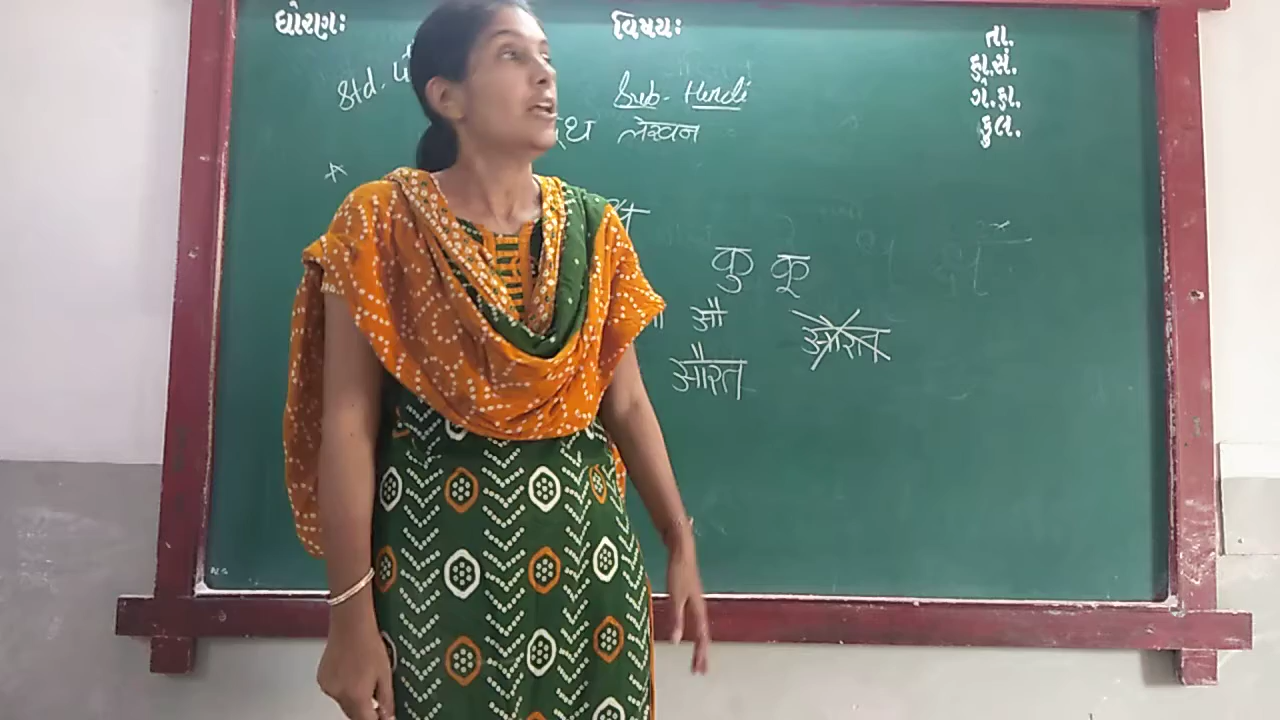 ધોરણઃ વિષયઃ તા.
Std. Sub- Hindi હા.સં.
ગે.હા.
लेखन કુલ.
कु कू
औ
औरत औरत